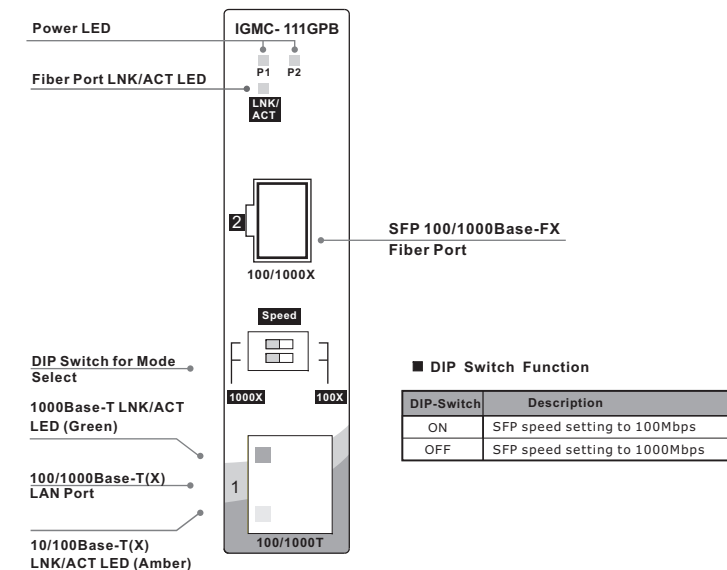 Power LED
IGMC- 111GPB
P1 P2
Fiber Port LNK/ACT LED
LNK/
ACT
2
SFP 100/1000Base-FX
Fiber Port
100/1000X
Speed
DIP Switch for Mode
Select
1000X 100X
1000Base-T LNK/ACT
LED (Green)
100/1000Base-T(X)
LAN Port
1
10/100Base-T(X)
LNK/ACT LED (Amber)
100/1000T
■ DIP Switch Function
DIP-Switch Description
ON SFP speed setting to 100Mbps
OFF SFP speed setting to 1000Mbps